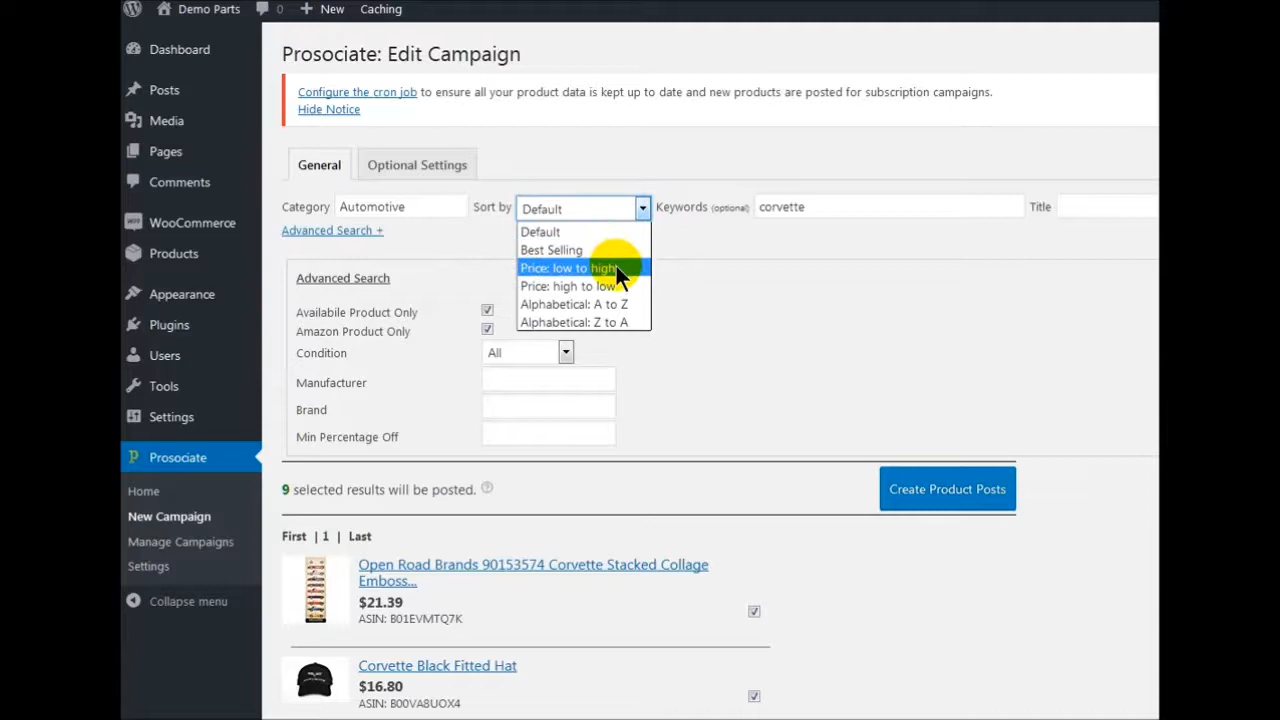 Demo Parts
0
New
Caching
Dashboard
Posts
Media
Pages
Comments
WooCommerce
Products
Appearance
Plugins
Users
Tools
Settings
Prosociate
Home
New Campaign
Manage Campaigns
Settings
Collapse menu
Prosociate: Edit Campaign
Configure the cron job to ensure all your product data is kept up to date and new products are posted for subscription campaigns.
Hide Notice
General
Optional Settings
Category Automotive Sort by Default Keywords (optional) corvette Title
Advanced Search +
Default
Best Selling
Price: low to high
Price: high to low
Alphabetical: A to Z
Alphabetical: Z to A
Advanced Search
Availabile Product Only
Amazon Product Only
Condition All
Manufacturer
Brand
Min Percentage Off
9 selected results will be posted.
Create Product Posts
First | 1 | Last
Open Road Brands 90153574 Corvette Stacked Collage
Emboss...
$21.39
ASIN: B01EVMTQ7K
Corvette Black Fitted Hat
$16.80
ASIN: B00VA8UOX4